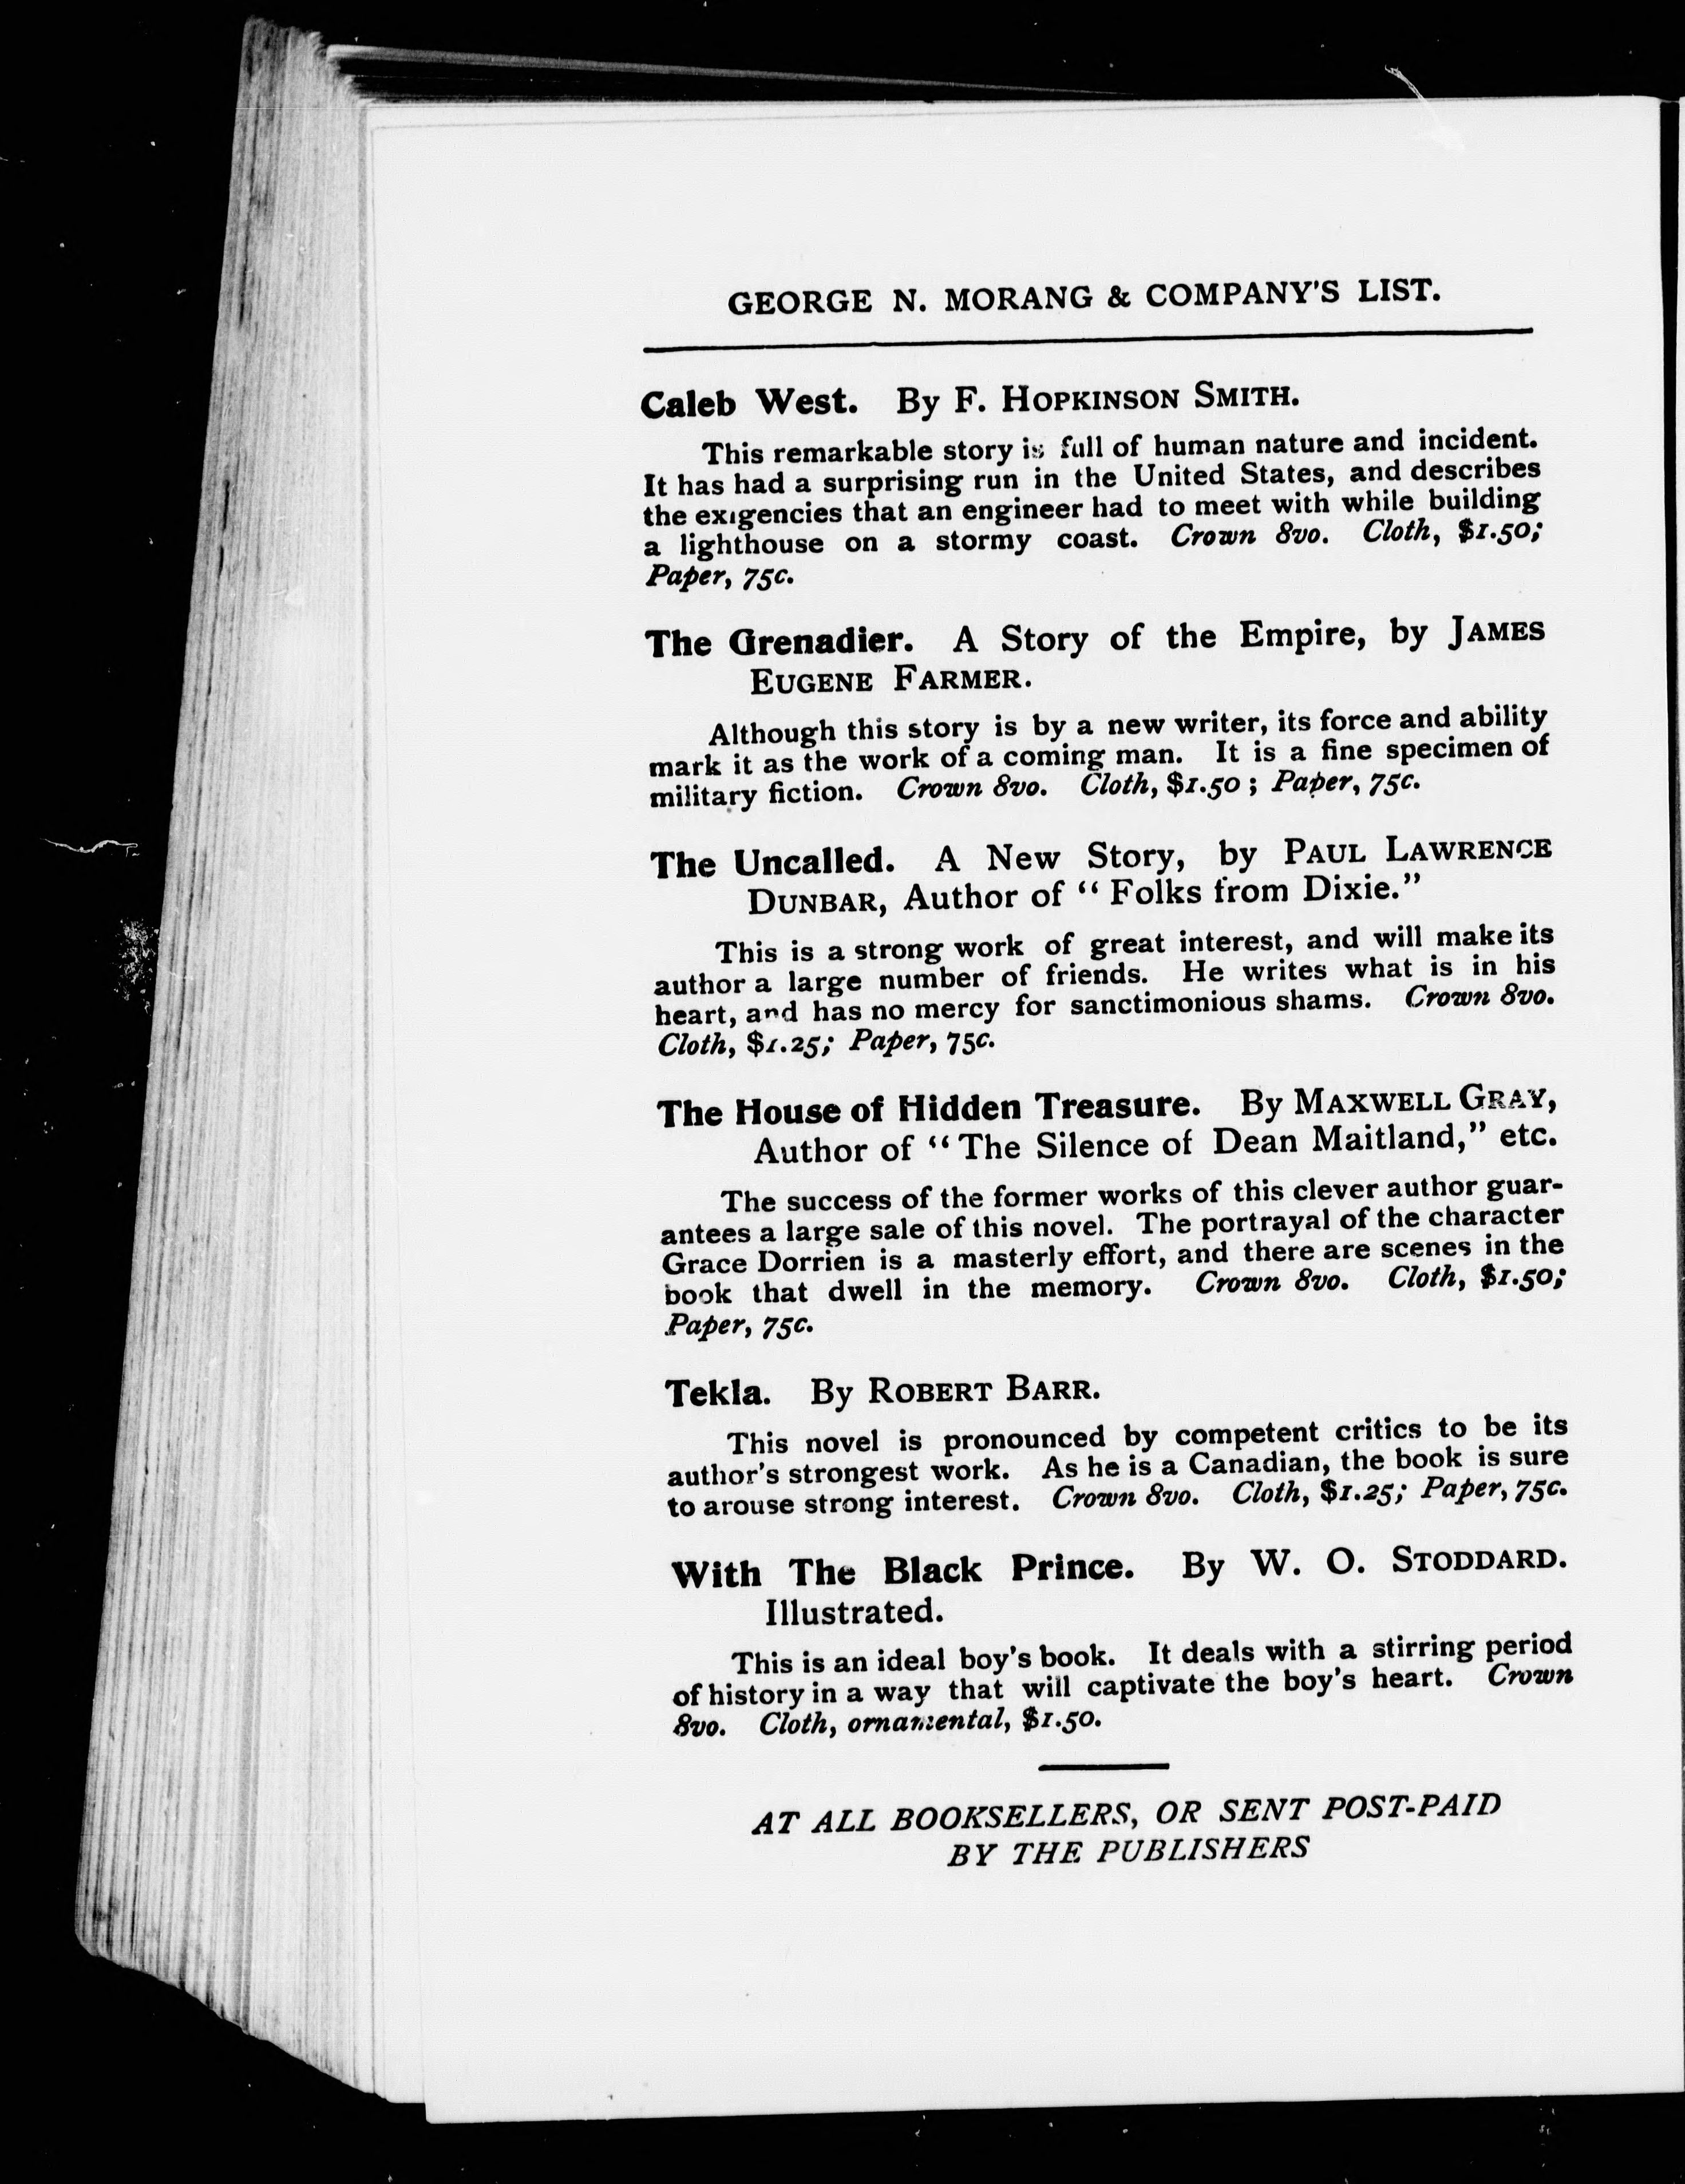 GEORGE N. MORANG & COMPANY'S LIST.
Caleb West. By F. HOPKINSON SMITH.
This remarkable story is full of human nature and incident.
It has had a surprising run in the United States, and describes
the exigencies that an engineer had to meet with while building
a lighthouse on a stormy coast. Crown 8vo. Cloth, $1.50;
Paper, 75c.
The Grenadier. A Story of the Empire, by JAMES
EUGENE FARMER.
Although this story is by a new writer, its force and ability
mark it as the work of a coming man. It is a fine specimen of
military fiction. Crown 8vo. Cloth, $1.50 ; Paper, 75c.
The Uncalled. A New Story, by PAUL LAWRENCE
DUNBAR, Author of “ Folks from Dixie.”
This is a strong work of great interest, and will make its
author a large number of friends. He writes what is in his
heart, and has no mercy for sanctimonious shams. Crown 8vo.
Cloth, $1.25; Paper, 75c.
The House of Hidden Treasure. By MAXWELL GRAY,
Author of “ The Silence of Dean Maitland,” etc.
The success of the former works of this clever author guar-
antees a large sale of this novel. The portrayal of the character
Grace Dorrien is a masterly effort, and there are scenes in the
book that dwell in the memory. Crown 8vo. Cloth, $1.50;
Paper, 75c.
Tekla. By ROBERT BARR.
This novel is pronounced by competent critics to be its
author's strongest work. As he is a Canadian, the book is sure
to arouse strong interest. Crown 8vo. Cloth, $1.25; Paper, 75c.
With The Black Prince. By W. O. STODDARD.
Illustrated.
This is an ideal boy's book. It deals with a stirring period
of history in a way that will captivate the boy's heart. Crown
8vo. Cloth, ornamental, $1.50.
AT ALL BOOKSELLERS, OR SENT POST-PAID
BY THE PUBLISHERS